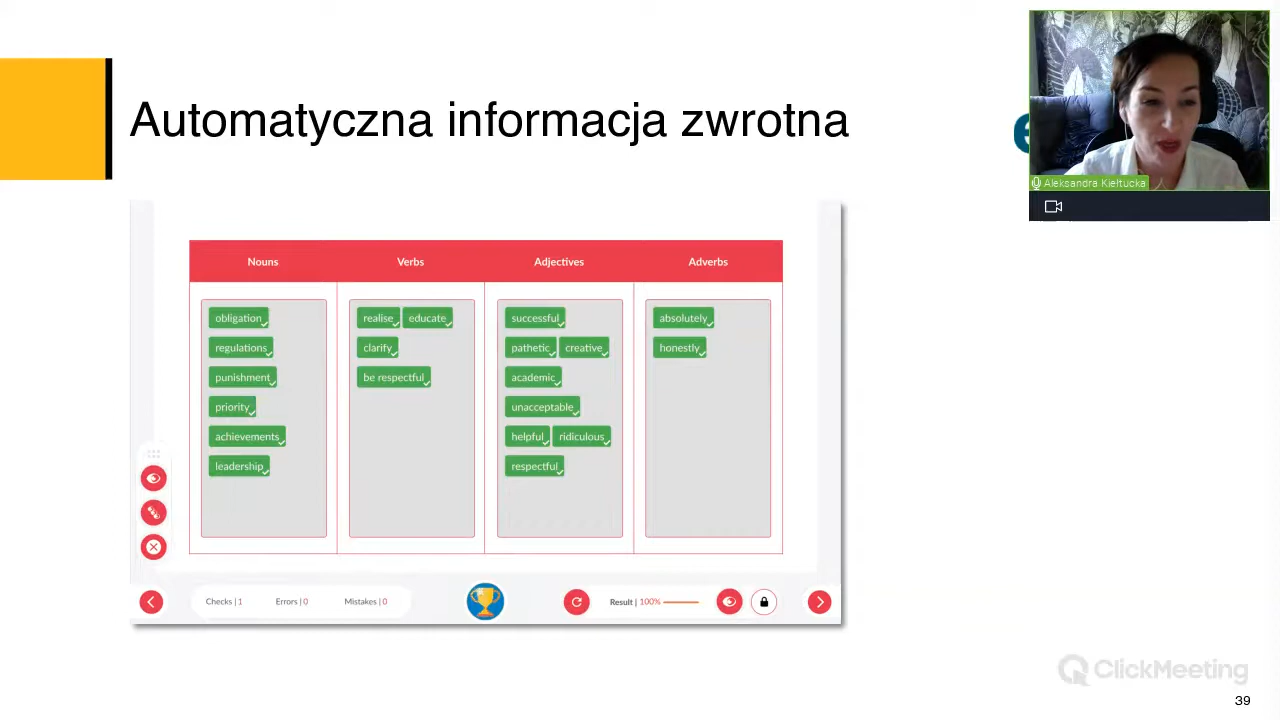 Automatyczna informacja zwrotna
Aleksandra Kiełtucka
Nouns Verbs Adjectives Adverbs
obligation realise educate successful absolutely
regulations clarify pathetic creative honestly
punishment be respectful academic
priority unacceptable
achievements helpful ridiculous
leadership respectful
Checks | 1 Errors | 0 Mistakes | 0 Result | 100%
ClickMeeting
39